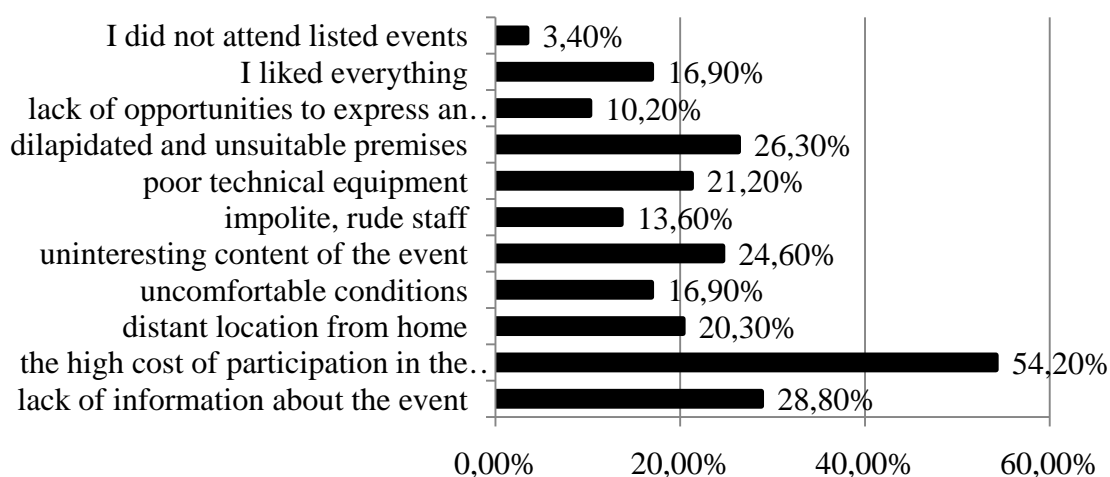 I did not attend listed events 3,40%
I liked everything 16,90%
lack of opportunities to express an… 10,20%
dilapidated and unsuitable premises 26,30%
poor technical equipment 21,20%
impolite, rude staff 13,60%
uninteresting content of the event 24,60%
uncomfortable conditions 16,90%
distant location from home 20,30%
the high cost of participation in the… 54,20%
lack of information about the event 28,80%
0,00% 20,00% 40,00% 60,00%